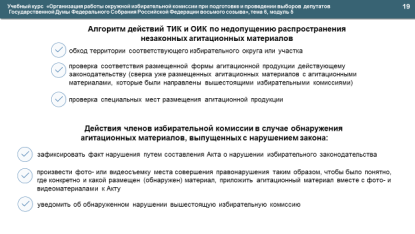 Учебный курс «Организация работы окружной избирательной комиссии при подготовке и проведении выборов депутатов
Государственной Думы Федерального Собрания Российской Федерации восьмого созыва», тема 6, модуль 5
19
Алгоритм действий ТИК и ОИК по недопущению распространения
незаконных агитационных материалов
обход территории соответствующего избирательного округа или участка
проверка соответствия размещенной формы агитационной продукции действующему
законодательству (сверка уже размещенных агитационных материалов с агитационными
материалами, которые были направлены вышестоящими избирательными комиссиями)
проверка специальных мест размещения агитационной продукции
Действия членов избирательной комиссии в случае обнаружения
агитационных материалов, выпущенных с нарушением закона:
зафиксировать факт нарушения путем составления Акта о нарушении избирательного законодательства
произвести фото- или видеосъемку места совершения правонарушения таким образом, чтобы было понятно,
где конкретно и какой размещен (обнаружен) материал, приложить агитационный материал вместе с фото- и
видеоматериалами к Акту
уведомить об обнаруженном нарушении вышестоящую избирательную комиссию